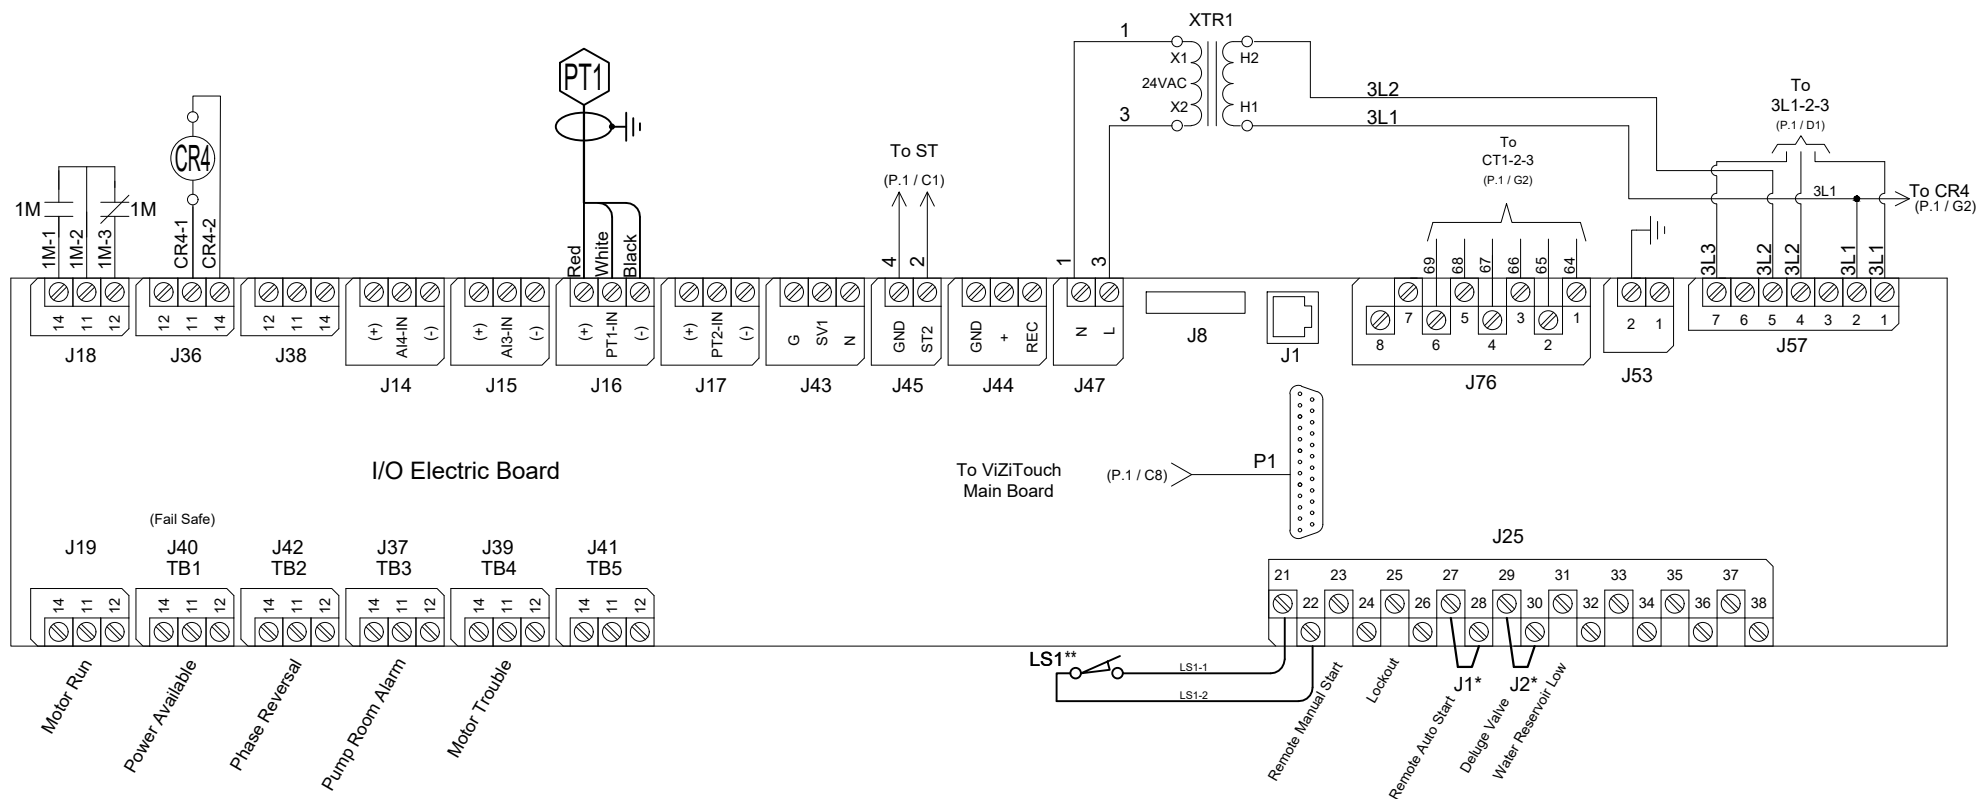 XTR1
1
X1
H2
24VAC
X2
H1
3
3L2
3L1
To
3L1-2-3
(P.1 / D1)
PT1
CR4
To ST
(P.1 / C1)
To
CT1-2-3
(P.1 / G2)
3L1
To CR4
(P.1 / G2)
1M
1M
1M-1
1M-2
1M-3
CR4-1
CR4-2
Red
White
Black
4
2
1
3
69
68
67
66
65
64
3L3
3L2
3L2
3L1
3L1
14
11
12
J18
12
11
14
J36
12
11
14
J38
(+)
AI4-IN
(-)
J14
(+)
AI3-IN
(-)
J15
(+)
PT1-IN
(-)
J16
(+)
PT2-IN
(-)
J17
G
SV1
N
J43
GND
ST2
J45
GND
+
REC
J44
N
L
J47
J8
J1
7
5
3
1
8
6
4
2
J76
2
1
J53
7
6
5
4
3
2
1
J57
I/O Electric Board
To ViZiTouch
Main Board
(P.1 / C8)
P1
(Fail Safe)
J19
J40
TB1
J42
TB2
J37
TB3
J39
TB4
J41
TB5
14
11
12
14
11
12
14
11
12
14
11
12
14
11
12
14
11
12
Motor Run
Power Available
Phase Reversal
Pump Room Alarm
Motor Trouble
J25
21
23
25
27
29
31
33
35
37
22
24
26
28
30
32
34
36
38
LS1**
LS1-1
LS1-2
J1*
J2*
Remote Manual Start
Lockout
Remote Auto Start
Deluge Valve
Water Reservoir Low